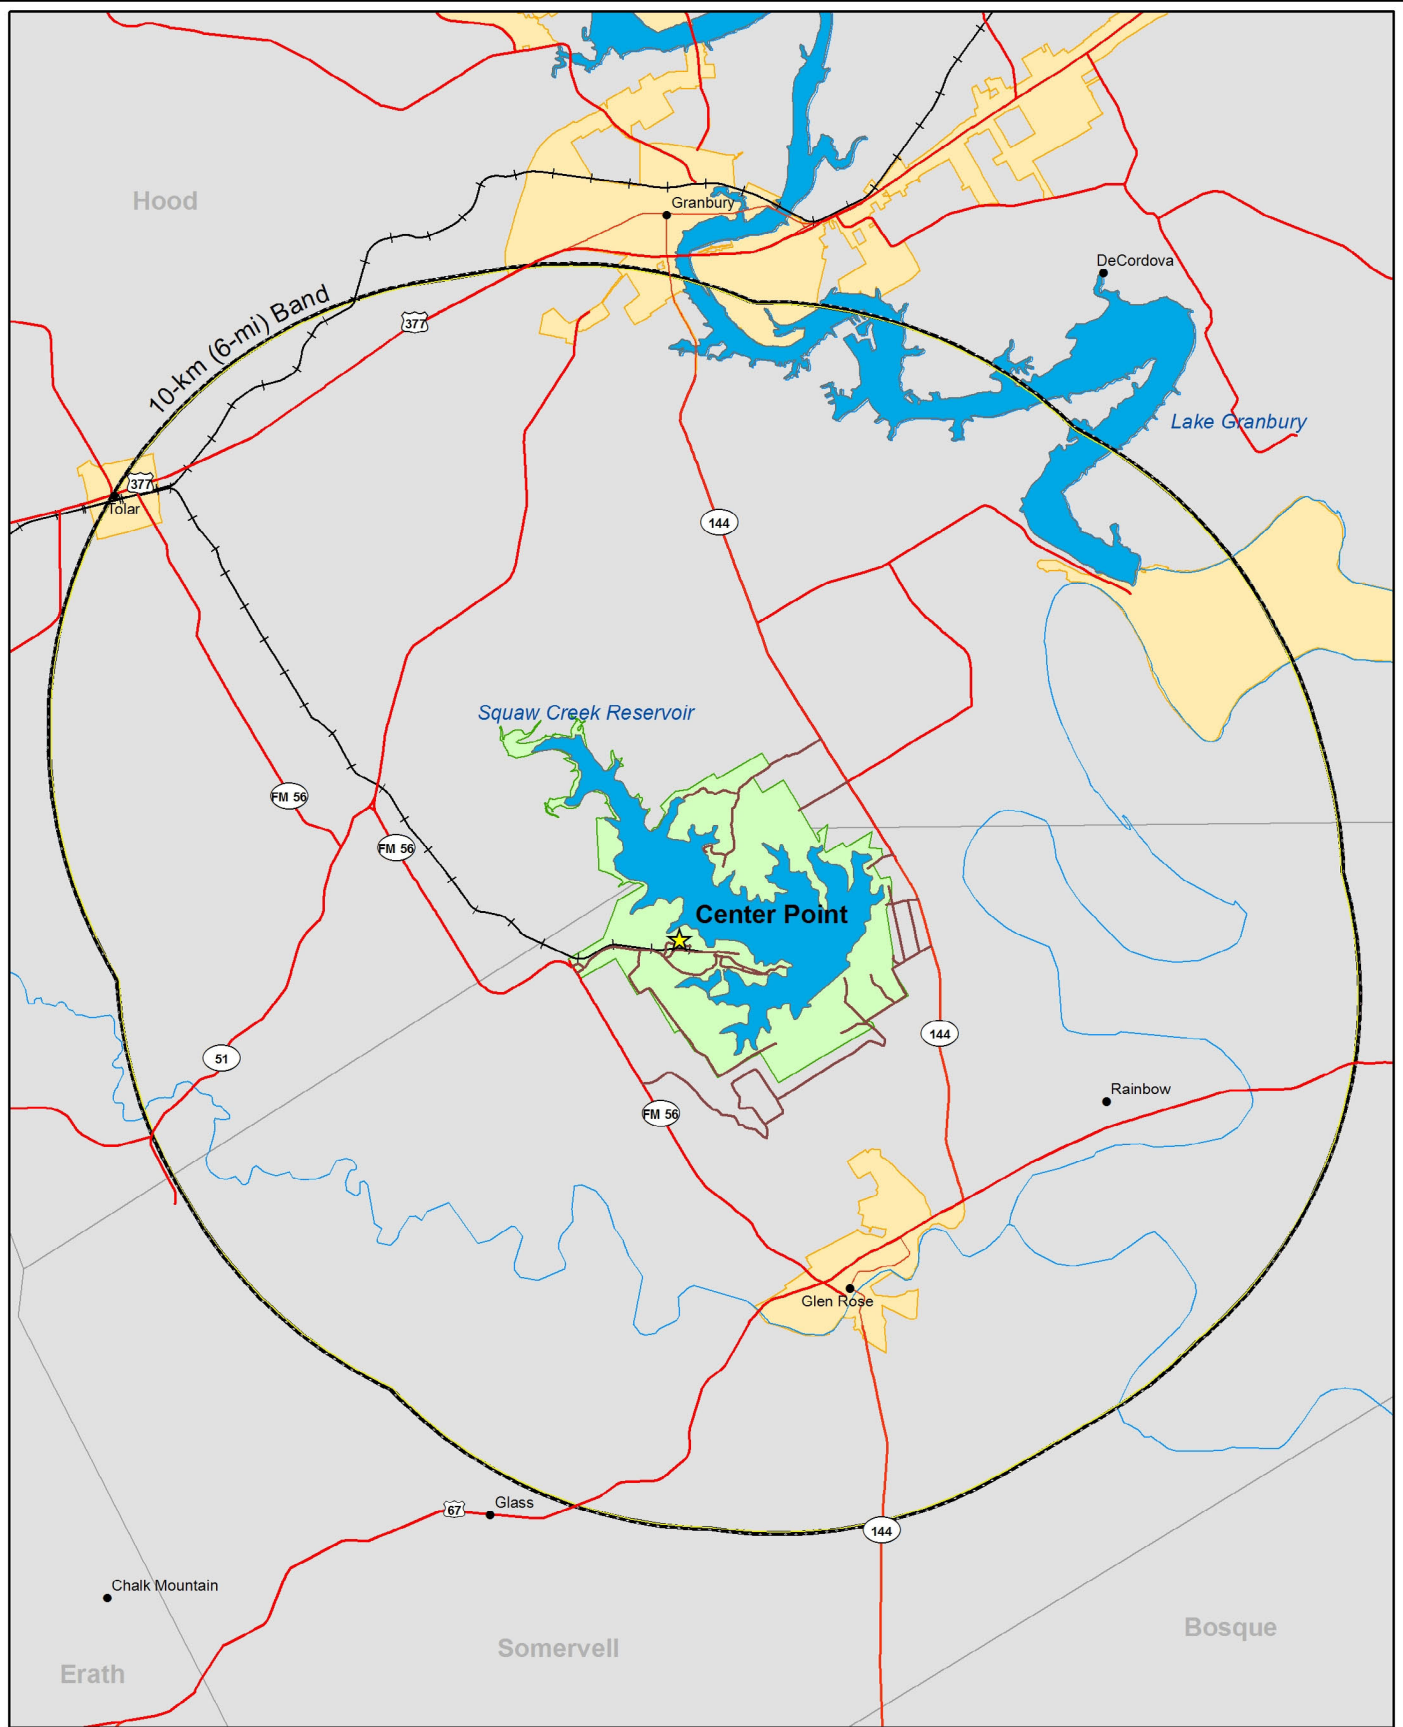 Hood
Granbury
DeCordova
10-km (6-mi) Band
377
Lake Granbury
377
Tolar
144
Squaw Creek Reservoir
FM 56
FM 56
Center Point
144
51
Rainbow
FM 56
Glen Rose
67
Glass
144
Chalk Mountain
Bosque
Somervell
Erath